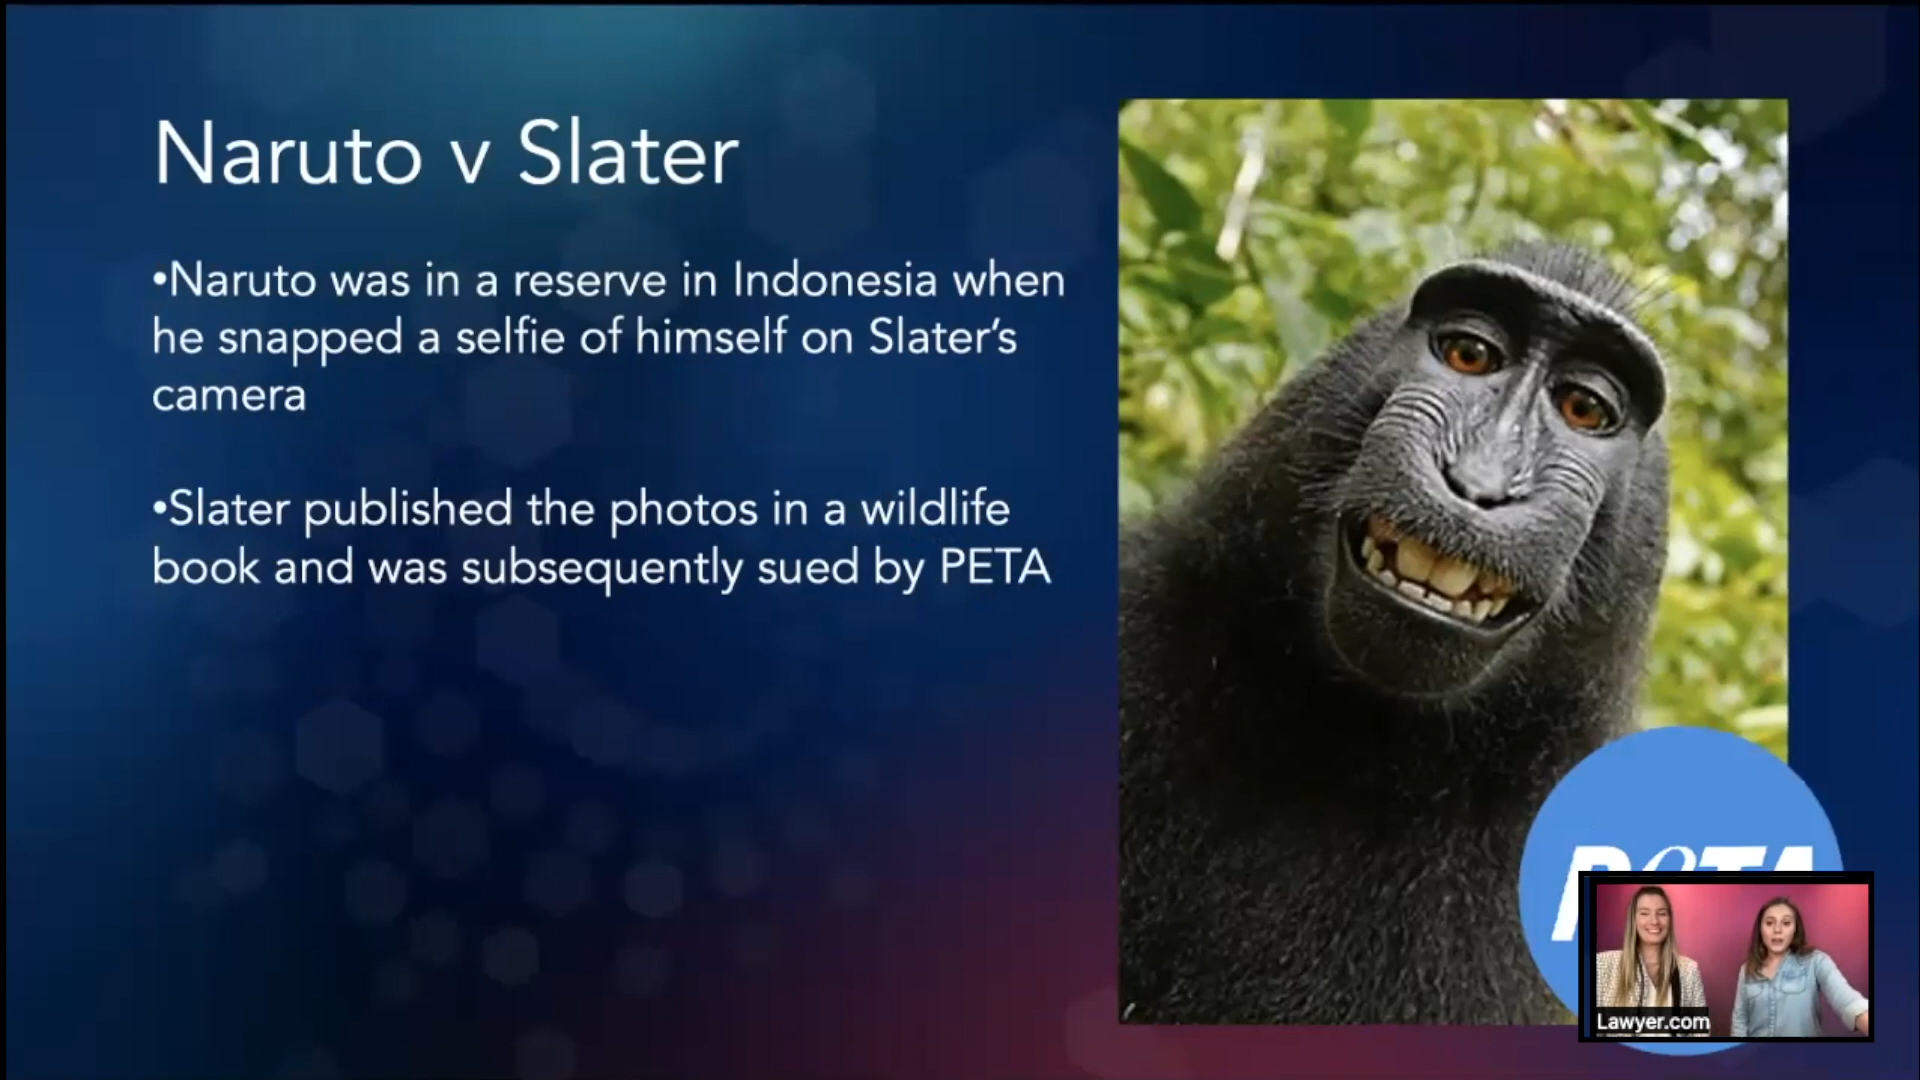 Naruto v Slater
•Naruto was in a reserve in Indonesia when
he snapped a selfie of himself on Slater’s
camera
•Slater published the photos in a wildlife
book and was subsequently sued by PETA
PeTA
Lawyer.com